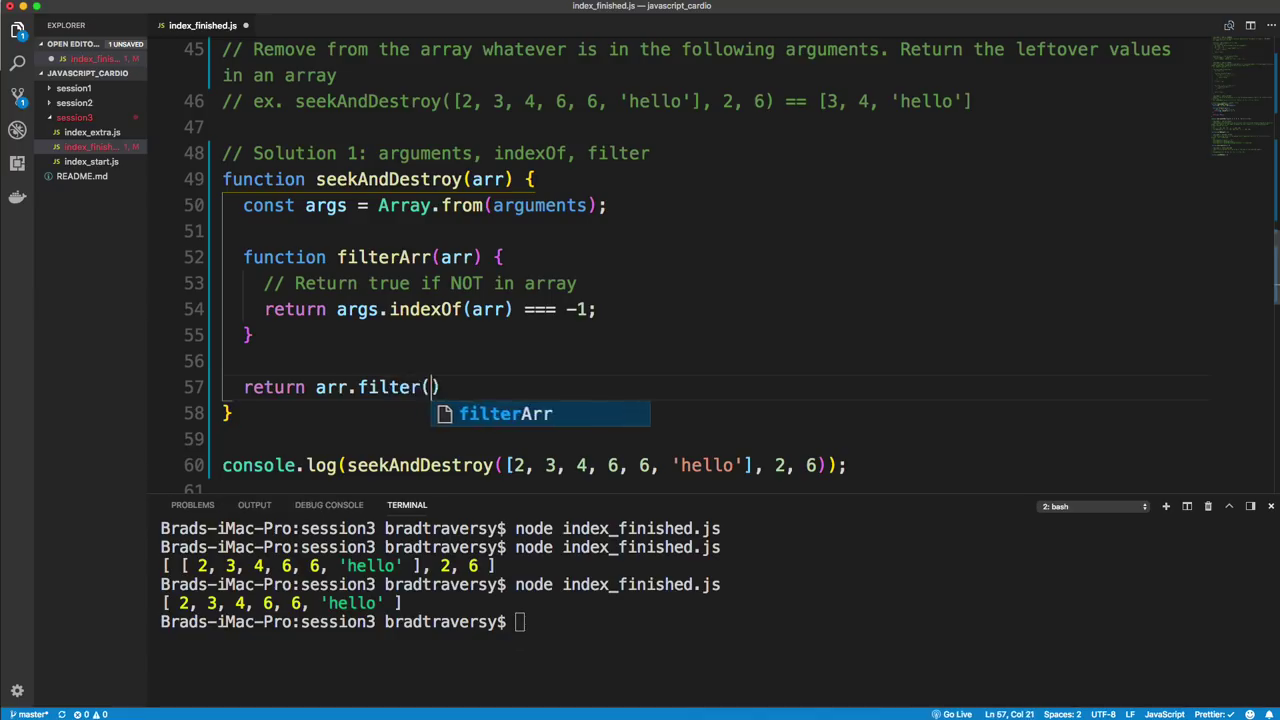 index_finished.js — javascript_cardio
EXPLORER
index_finished.js
OPEN EDITO... 1 UNSAVED
index_finis... 1, M
JAVASCRIPT_CARDIO
session1
session2
session3
JS index_extra.js
JS index_finish... 1, M
JS index_start.js
README.md
45 // Remove from the array whatever is in the following arguments. Return the leftover values
in an array
46 // ex. seekAndDestroy([2, 3, 4, 6, 6, 'hello'], 2, 6) == [3, 4, 'hello']
47
48 // Solution 1: arguments, indexOf, filter
49 function seekAndDestroy(arr) {
50 const args = Array.from(arguments);
51
52 function filterArr(arr) {
53 // Return true if NOT in array
54 return args.indexOf(arr) === -1;
55 }
56
57 return arr.filter()
filterArr
58 }
59
60 console.log(seekAndDestroy([2, 3, 4, 6, 6, 'hello'], 2, 6));
61
PROBLEMS OUTPUT DEBUG CONSOLE TERMINAL 2: bash
Brads-iMac-Pro:session3 bradtraversy$ node index_finished.js
Brads-iMac-Pro:session3 bradtraversy$ node index_finished.js
[ [ 2, 3, 4, 6, 6, 'hello' ], 2, 6 ]
Brads-iMac-Pro:session3 bradtraversy$ node index_finished.js
[ 2, 3, 4, 6, 6, 'hello' ]
Brads-iMac-Pro:session3 bradtraversy$
master* 0 0 Go Live Ln 57, Col 21 Spaces: 2 UTF-8 LF JavaScript Prettier: ✓